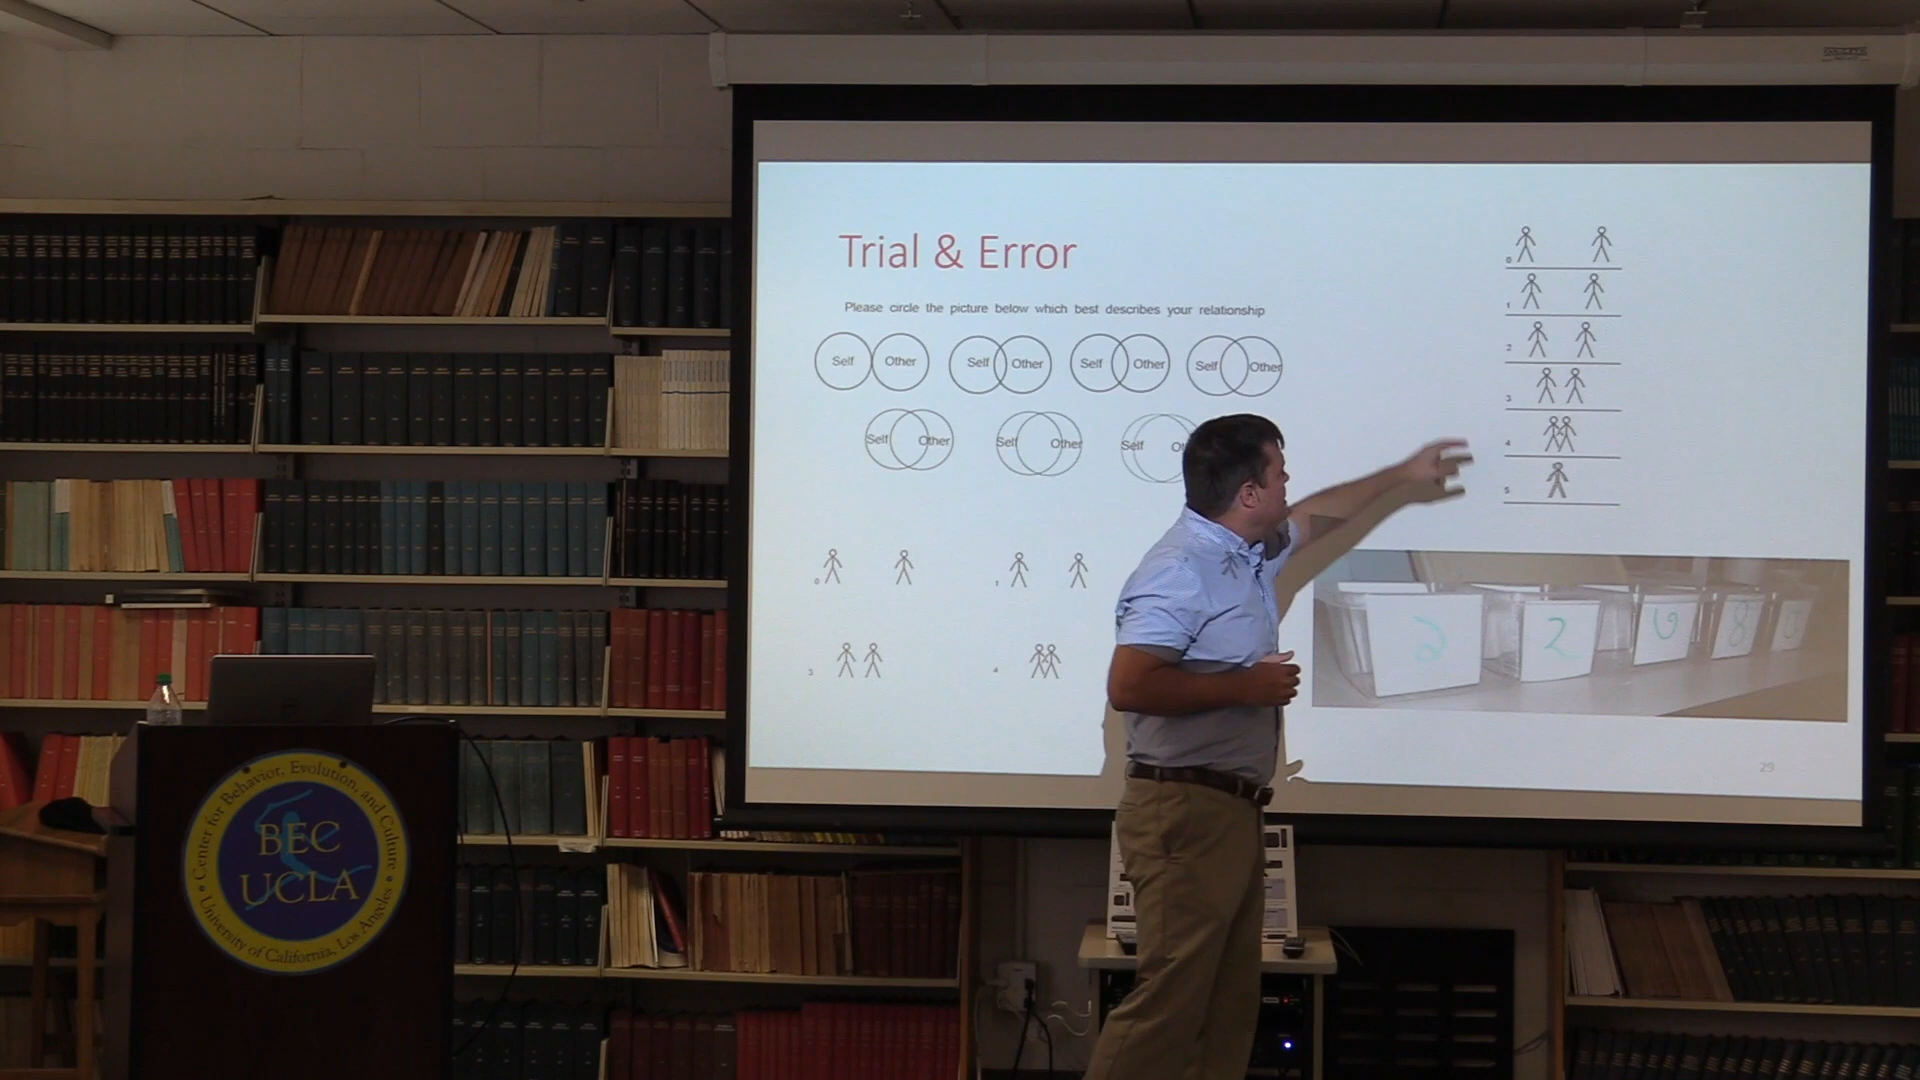 Trial & Error
Please circle the picture below which best describes your relationship
Self Other Self Other Self Other Self Other
Self Other Self Other Self
0 1
3 4
0
1
2
3
4
5
2 2 6 8
29
Center for Behavior, Evolution, and Culture
BEC
UCLA
University of California, Los Angeles